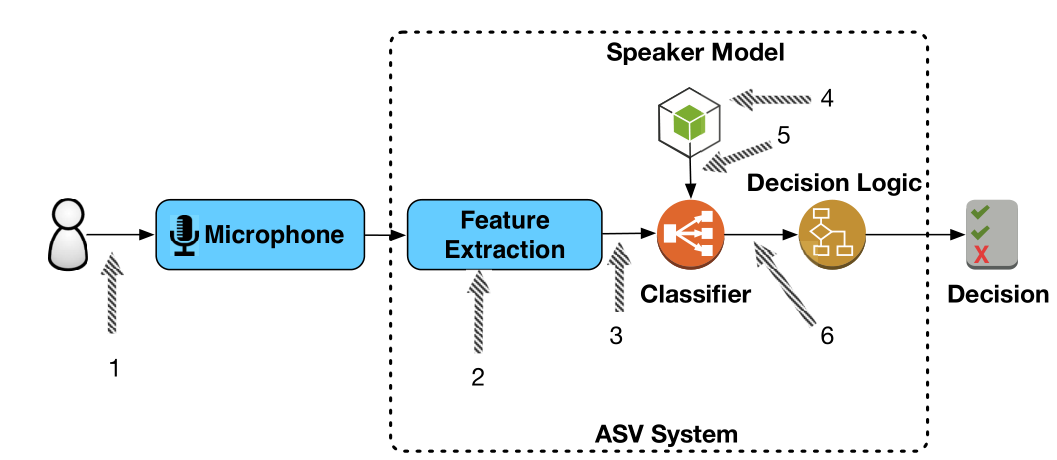 Speaker Model
4
5
Decision Logic
Microphone
Feature
Extraction
X
Classifier
Decision
1
2
3
6
ASV System